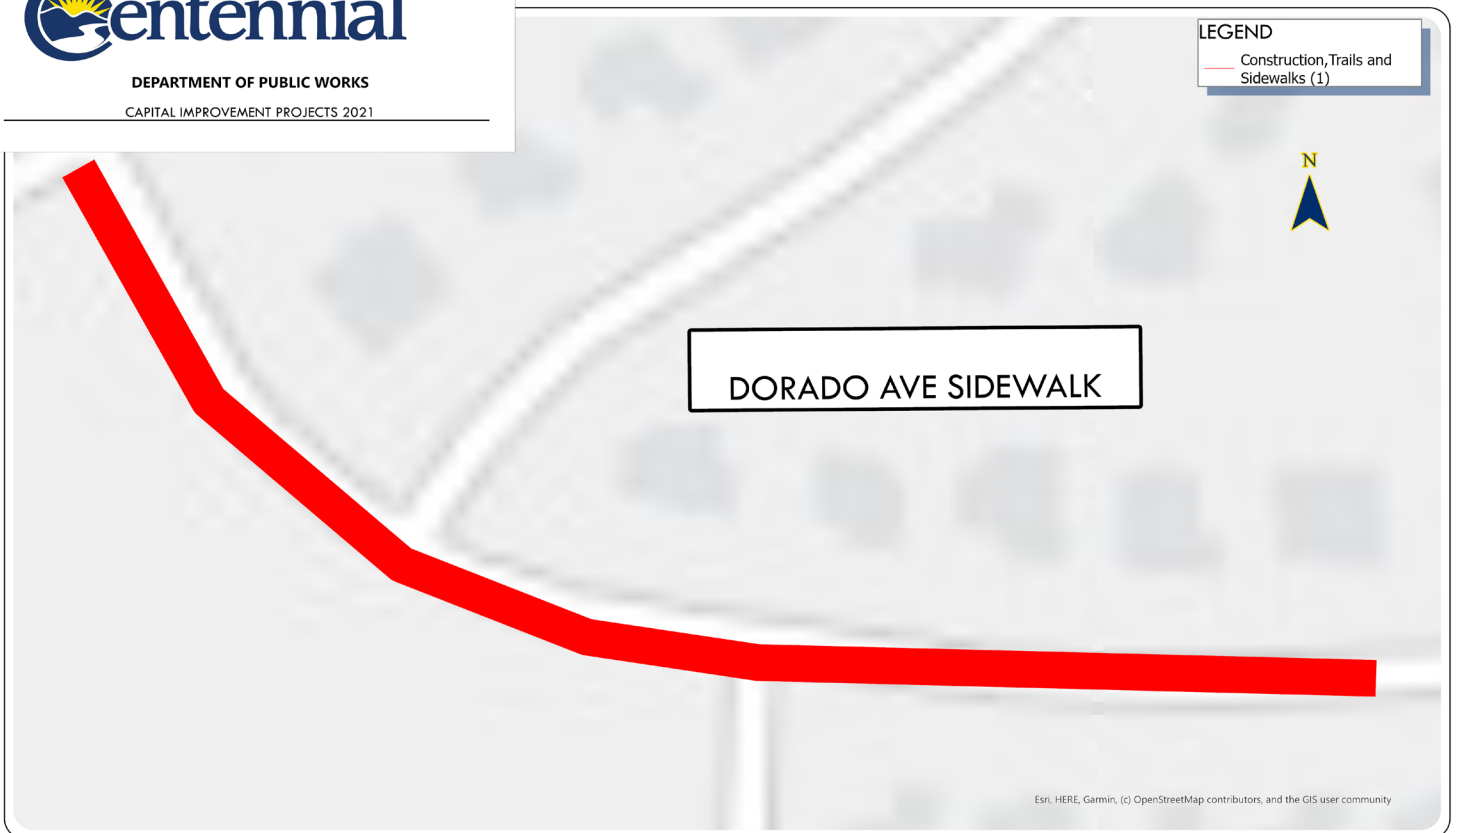 Centennial
DEPARTMENT OF PUBLIC WORKS
CAPITAL IMPROVEMENT PROJECTS 2021
LEGEND
Construction,Trails and
Sidewalks (1)
N
DORADO AVE SIDEWALK
Esri, HERE, Garmin, (c) OpenStreetMap contributors, and the GIS user community